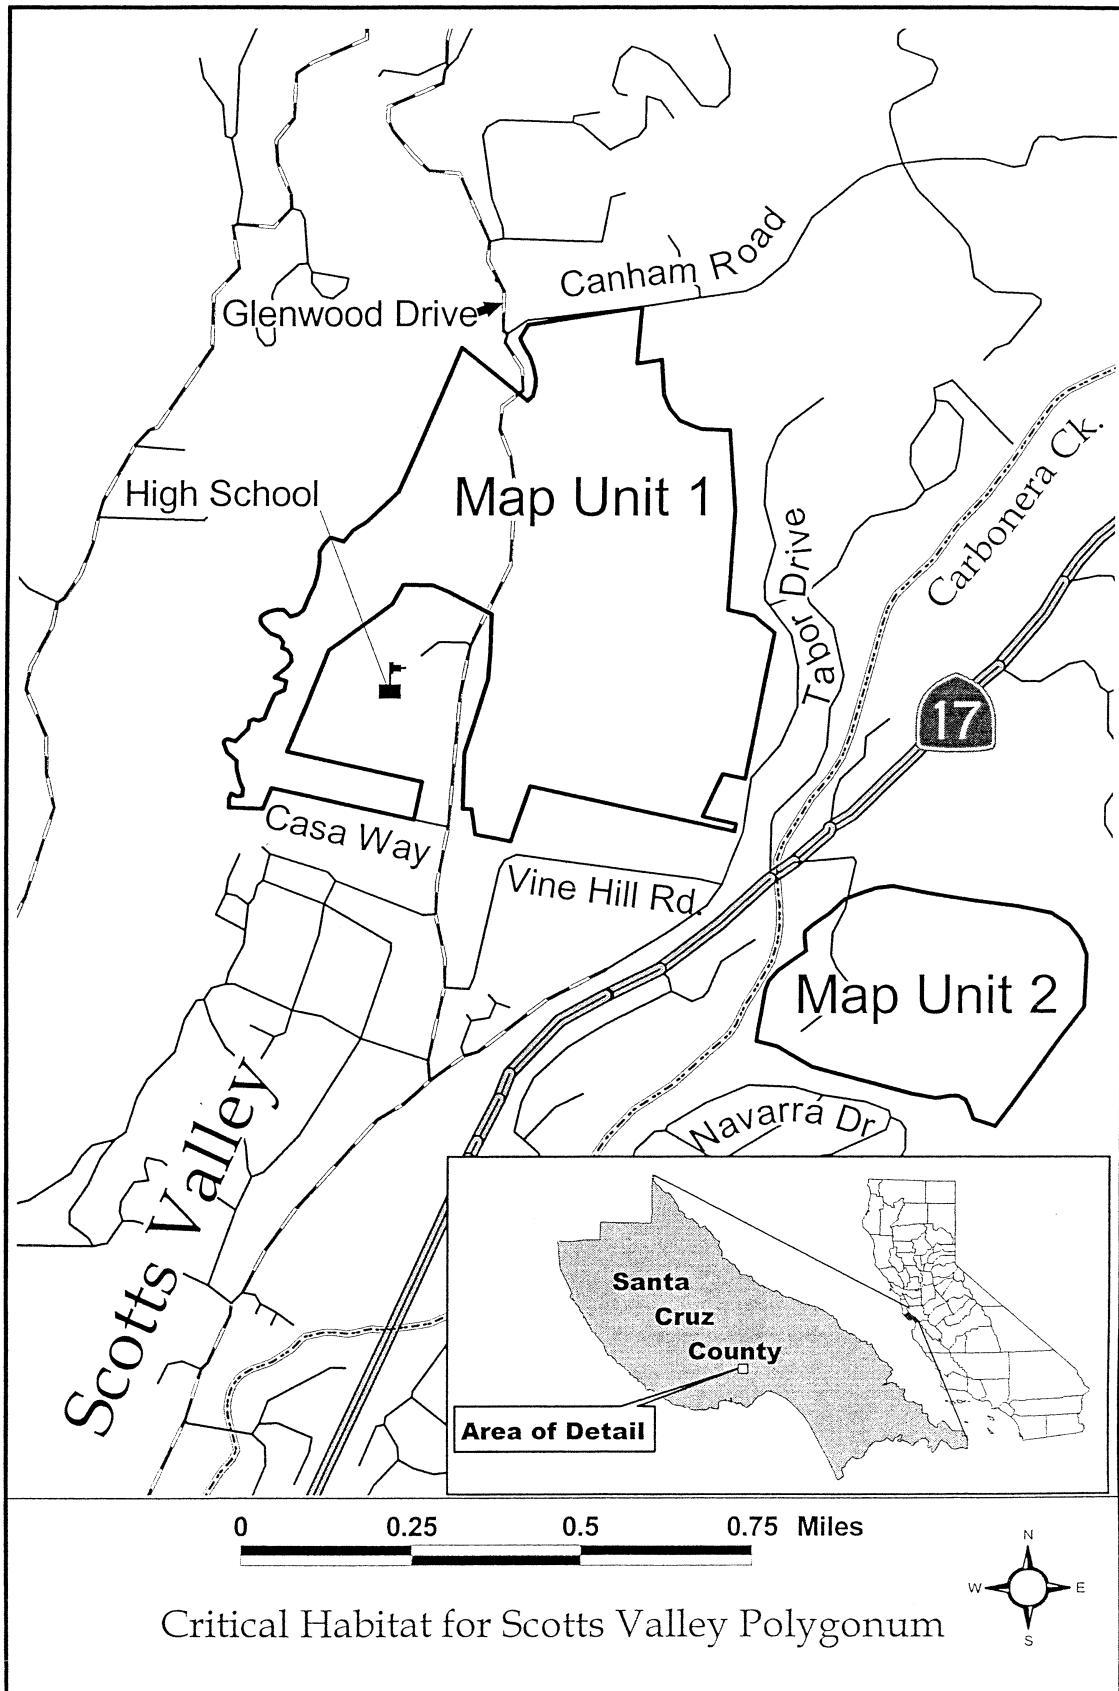 Canham Road
Glenwood Drive
High School
Map Unit 1
Tabor Drive
Carbonera Ck.
17
Casa Way
Vine Hill Rd.
Map Unit 2
Navarra Dr
Scotts Valley
Santa
Cruz
County
Area of Detail
0 0.25 0.5 0.75 Miles
N
W E
S
Critical Habitat for Scotts Valley Polygonum